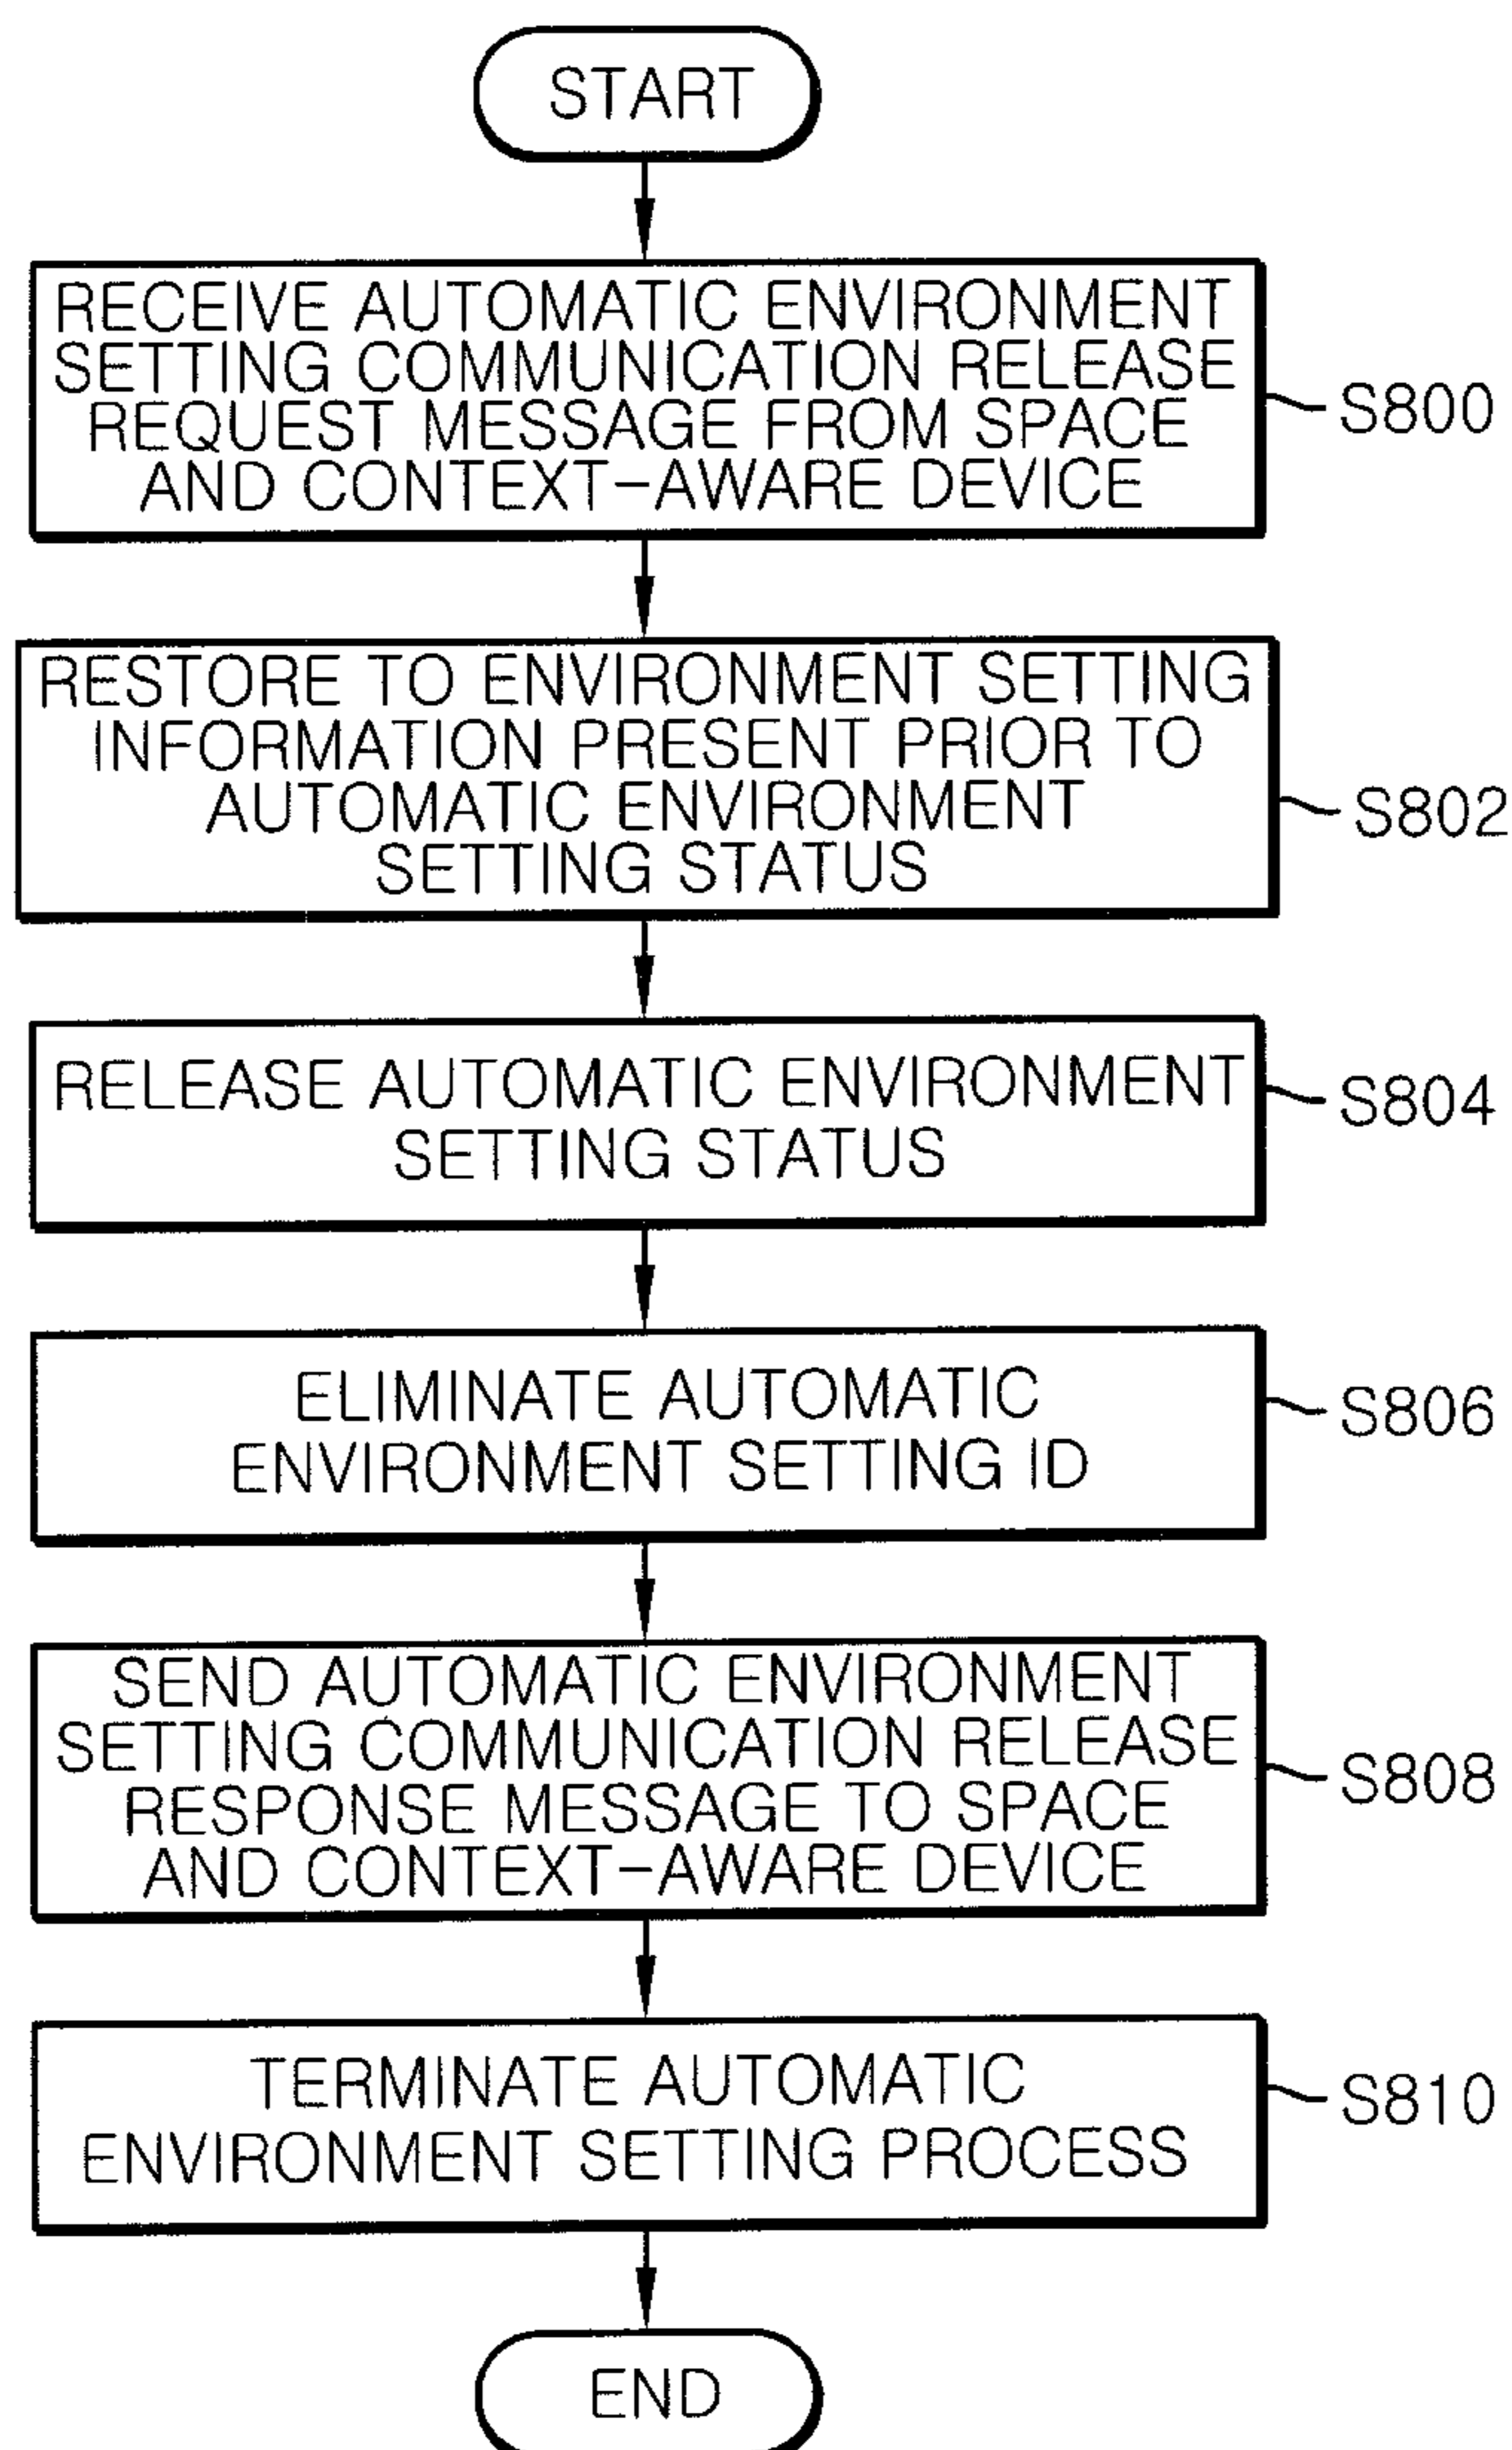 START
RECEIVE AUTOMATIC ENVIRONMENT
SETTING COMMUNICATION RELEASE
REQUEST MESSAGE FROM SPACE
AND CONTEXT-AWARE DEVICE
S800
RESTORE TO ENVIRONMENT SETTING
INFORMATION PRESENT PRIOR TO
AUTOMATIC ENVIRONMENT
SETTING STATUS
S802
RELEASE AUTOMATIC ENVIRONMENT
SETTING STATUS
S804
ELIMINATE AUTOMATIC
ENVIRONMENT SETTING ID
S806
SEND AUTOMATIC ENVIRONMENT
SETTING COMMUNICATION RELEASE
RESPONSE MESSAGE TO SPACE
AND CONTEXT-AWARE DEVICE
S808
TERMINATE AUTOMATIC
ENVIRONMENT SETTING PROCESS
S810
END